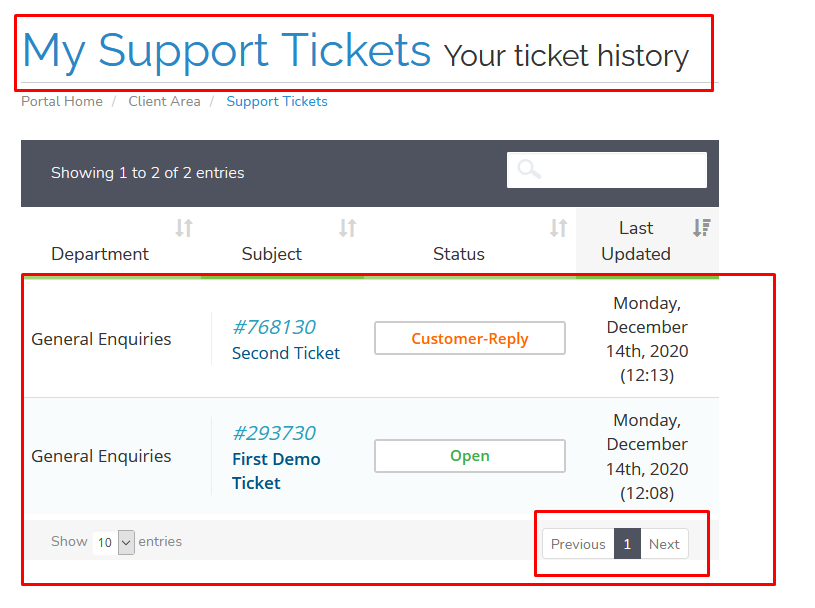 My Support Tickets Your ticket history
Portal Home / Client Area / Support Tickets
Showing 1 to 2 of 2 entries
Department Subject Status Last
Updated
General Enquiries
#768130
Second Ticket
Customer-Reply
Monday,
December
14th, 2020
(12:13)
General Enquiries
#293730
First Demo
Ticket
Open
Monday,
December
14th, 2020
(12:08)
Show 10 entries
Previous 1 Next